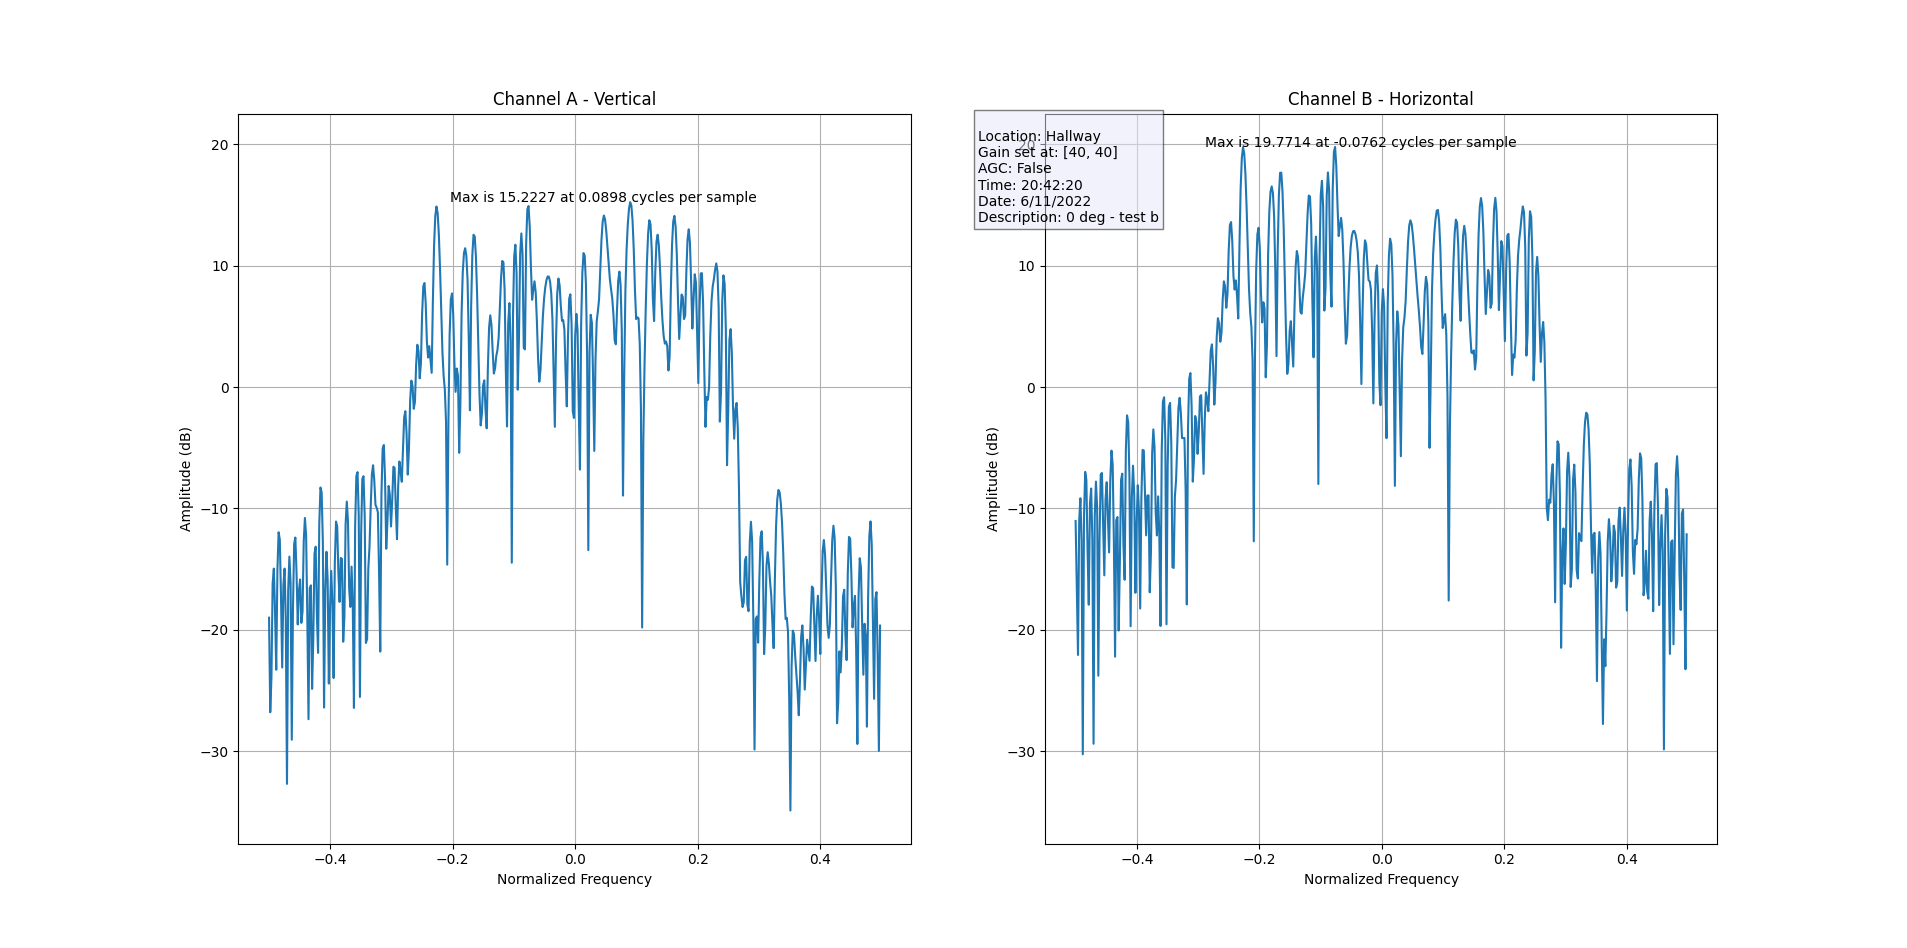 Channel A - Vertical
Max is 15.2227 at 0.0898 cycles per sample
20
10
0
−10
−20
−30
Amplitude (dB)
−0.4
−0.2
0.0
0.2
0.4
Normalized Frequency
Channel B - Horizontal
Location: Hallway
Gain set at: [40, 40]
AGC: False
Time: 20:42:20
Date: 6/11/2022
Description: 0 deg - test b
Max is 19.7714 at -0.0762 cycles per sample
20
10
0
−10
−20
−30
Amplitude (dB)
−0.4
−0.2
0.0
0.2
0.4
Normalized Frequency